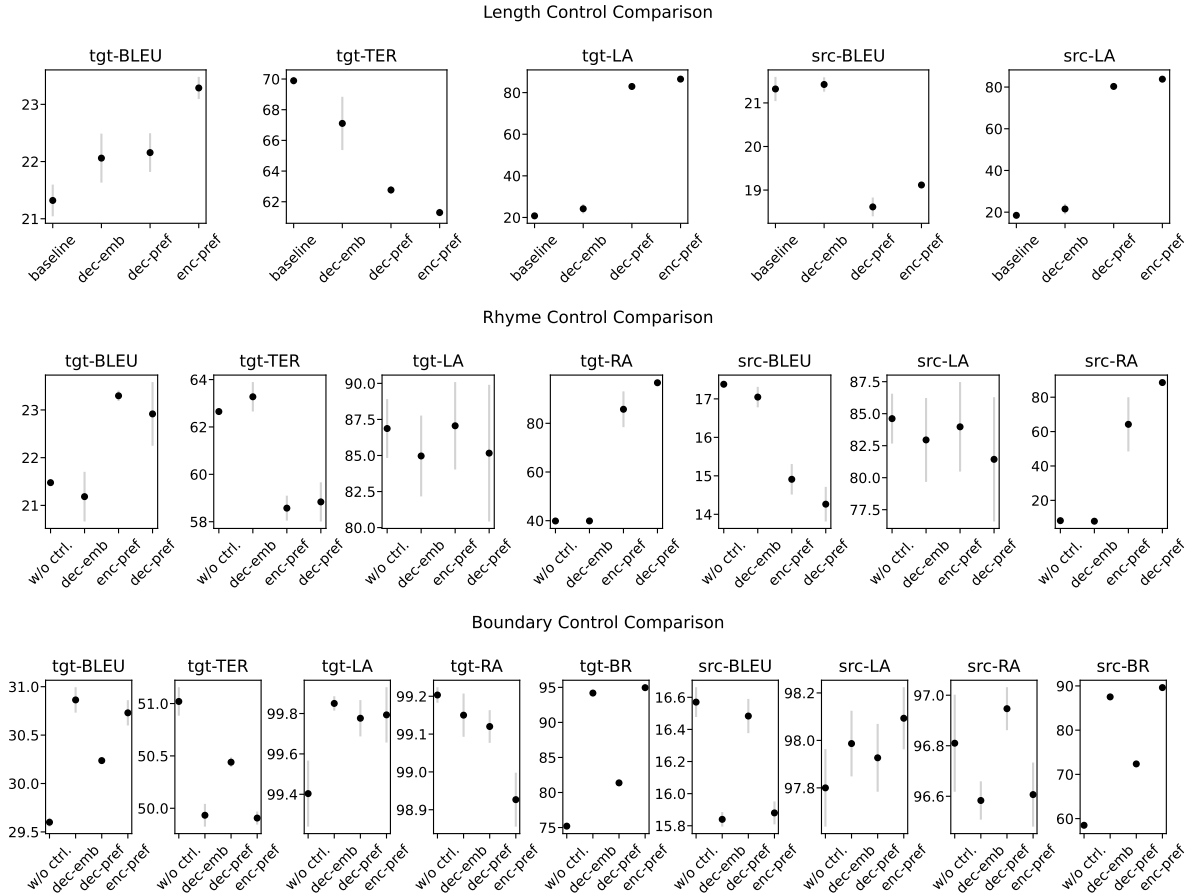 Length Control Comparison
tgt-BLEU tgt-TER tgt-LA src-BLEU src-LA
23 22 21
70 68 66 64 62
80 60 40 20
21 19
80 60 40 20
baseline dec-emb dec-pref enc-pref baseline dec-emb dec-pref enc-pref baseline dec-emb dec-pref enc-pref baseline dec-emb dec-pref enc-pref baseline dec-emb dec-pref enc-pref
Rhyme Control Comparison
tgt-BLEU tgt-TER tgt-LA tgt-RA src-BLEU src-LA src-RA
23 22 21
64 62 60 58
90.0 87.5 85.0 82.5 80.0
80 60 40
17 16 15 14
87.5 85.0 82.5 80.0 77.5
80 60 40 20
w/o ctrl. dec-emb enc-pref dec-pref w/o ctrl. dec-emb enc-pref dec-pref w/o ctrl. dec-emb enc-pref dec-pref w/o ctrl. dec-emb enc-pref dec-pref w/o ctrl. dec-emb enc-pref dec-pref w/o ctrl. dec-emb enc-pref dec-pref w/o ctrl. dec-emb enc-pref dec-pref
Boundary Control Comparison
tgt-BLEU tgt-TER tgt-LA tgt-RA tgt-BR src-BLEU src-LA src-RA src-BR
31.0 30.5 30.0 29.5
51.0 50.5 50.0
99.8 99.6 99.4
99.2 99.1 99.0 98.9
95 90 85 80 75
16.6 16.4 16.2 16.0 15.8
98.2 98.0 97.8
97.0 96.8 96.6
90 80 70 60
w/o ctrl. dec-emb dec-pref enc-pref w/o ctrl. dec-emb dec-pref enc-pref w/o ctrl. dec-emb dec-pref enc-pref w/o ctrl. dec-emb dec-pref enc-pref w/o ctrl. dec-emb dec-pref enc-pref w/o ctrl. dec-emb dec-pref enc-pref w/o ctrl. dec-emb dec-pref enc-pref w/o ctrl. dec-emb dec-pref enc-pref w/o ctrl. dec-emb dec-pref enc-pref